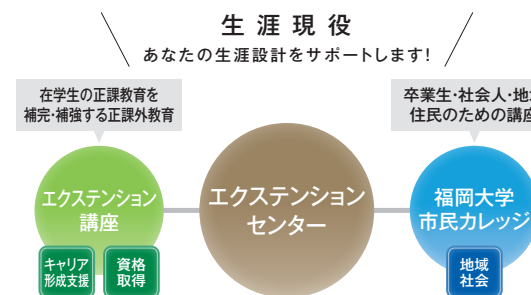 生涯現役
あなたの生涯設計をサポートします!
在学生の正課教育を
補完・補強する正課外教育
卒業生・社会人・地域
住民のための講座
エクステンション
講座
エクステンション
センター
福岡大学
市民カレッジ
キャリア
形成支援
資格
取得
地域
社会